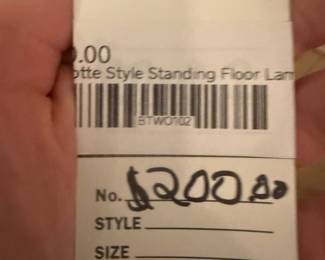 .00
otte Style Standing Floor Lam
BTWO102
No. $200.00
STYLE
SIZE